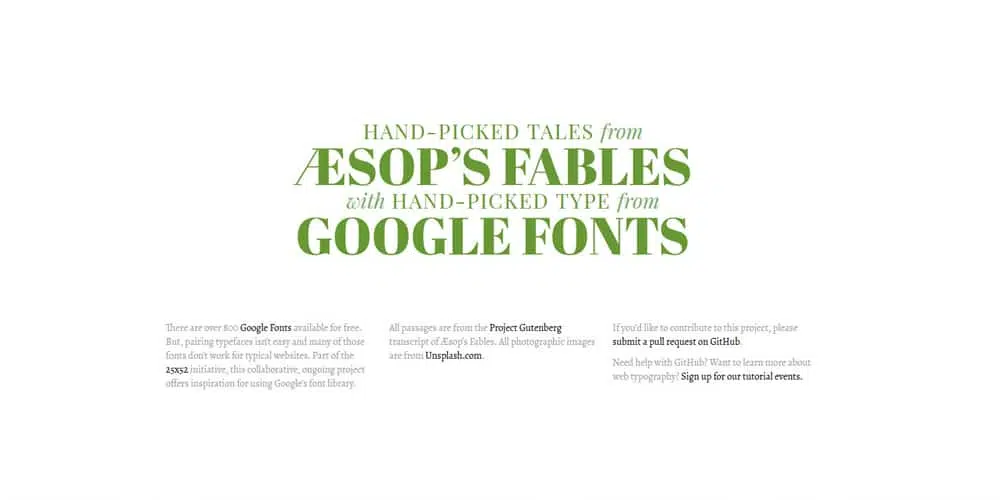 HAND-PICKED TALES from
ÆSOP’S FABLES
with HAND-PICKED TYPE from
GOOGLE FONTS
There are over 800 Google Fonts available for free.
But, pairing typefaces isn't easy and many of those
fonts don't work for typical websites. Part of the
25x52 initiative, this collaborative, ongoing project
offers inspiration for using Google's font library.
All passages are from the Project Gutenberg
transcript of Æsop's Fables. All photographic images
are from Unsplash.com.
If you'd like to contribute to this project, please
submit a pull request on GitHub.
Need help with GitHub? Want to learn more about
web typography? Sign up for our tutorial events.